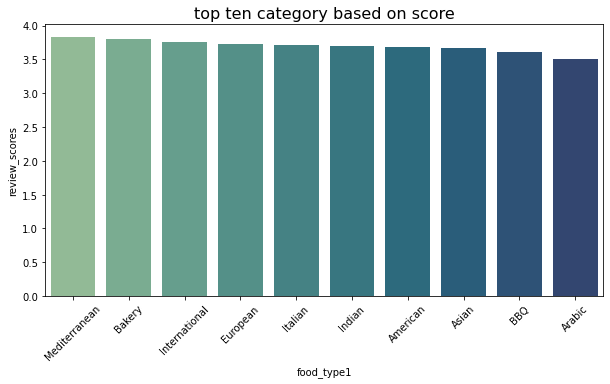 top ten category based on score
review_scores
4.0
3.5
3.0
2.5
2.0
1.5
1.0
0.5
0.0
Mediterranean
Bakery
International
European
Italian
Indian
American
Asian
BBQ
Arabic
food_type1